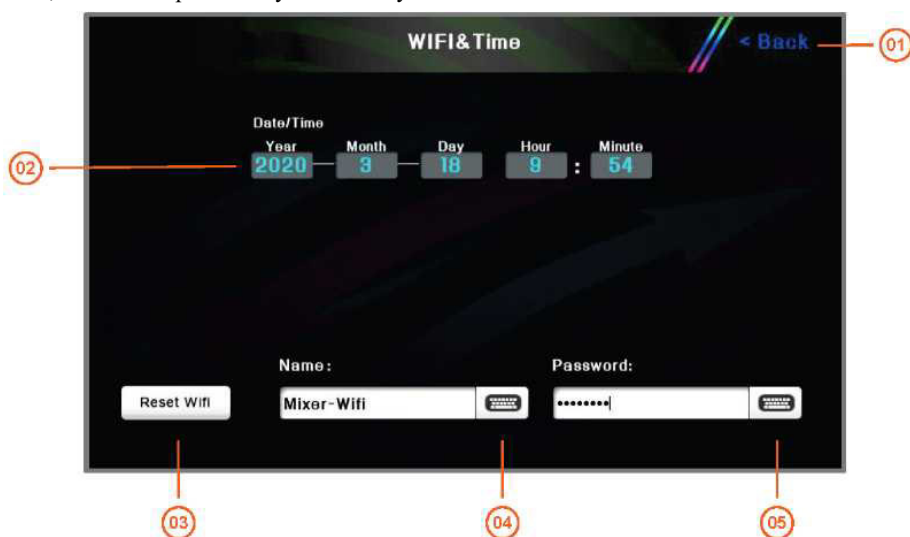 WIFI&Time
< Back
01
Date/Time
Year Month Day Hour Minute
02
2020 3 18 9 : 54
Name: Password:
Reset Wifi
Mixer-Wifi
••••••••
03 04 05